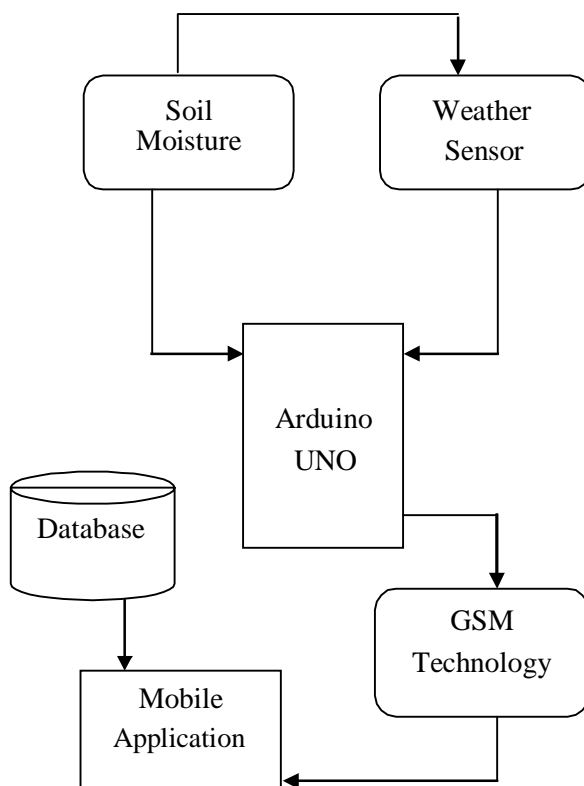 Soil
Moisture
Weather
Sensor
Arduino
UNO
Database
GSM
Technology
Mobile
Application